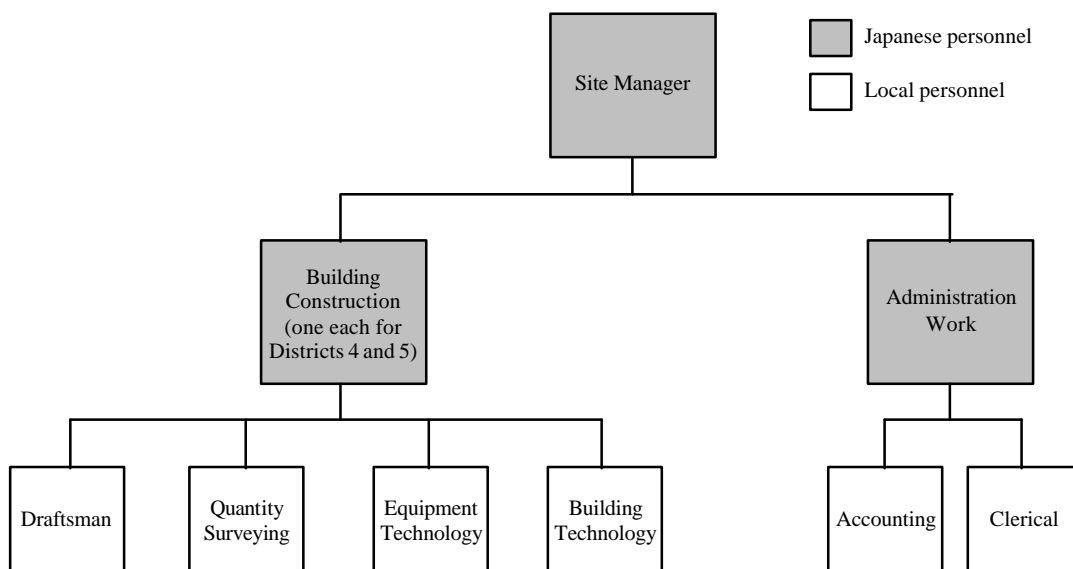 Japanese personnel
Local personnel
Site Manager
Building
Construction
(one each for
Districts 4 and 5)
Administration
Work
Draftsman
Quantity
Surveying
Equipment
Technology
Building
Technology
Accounting
Clerical